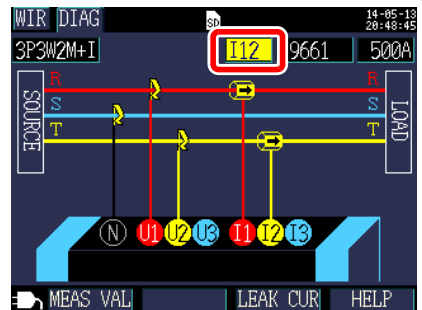 WIR DIAG SD 14-05-13
20:48:45
3P3W2M+I I12 9661 500A
SOURCE R R LOAD
S S
T T
N U1 U2 U3 I1 I2 I3
MEAS VAL LEAK CUR HELP